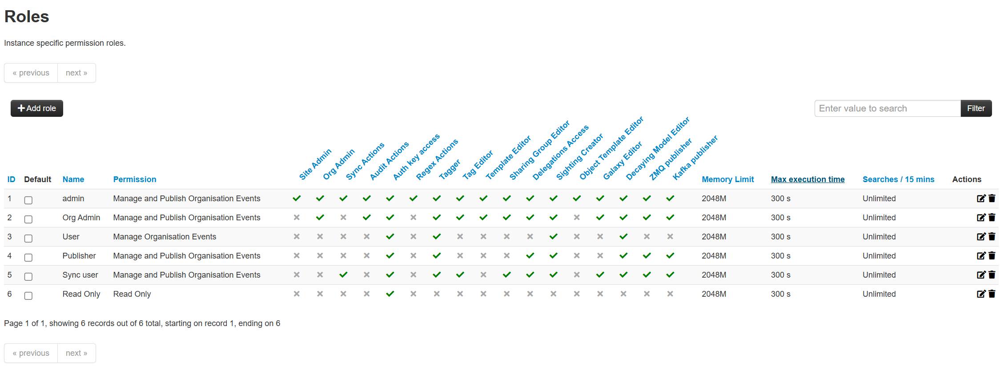 Roles
Instance specific permission roles.
« previous next »
Add role
Enter value to search Filter
ID Default Name Permission Site Admin Org Admin Sync Actions Audit Actions Auth key access Regex Actions Tagger Tag Editor Template Editor Sharing Group Editor Delegations Access Sighting Creator Object Template Editor Galaxy Editor Decaying Model Editor ZMQ publisher Kafka publisher Memory Limit Max execution time Searches / 15 mins Actions
1 admin Manage and Publish Organisation Events 2048M 300 s Unlimited
2 Org Admin Manage and Publish Organisation Events 2048M 300 s Unlimited
3 User Manage Organisation Events 2048M 300 s Unlimited
4 Publisher Manage and Publish Organisation Events 2048M 300 s Unlimited
5 Sync user Manage and Publish Organisation Events 2048M 300 s Unlimited
6 Read Only Read Only 2048M 300 s Unlimited
Page 1 of 1, showing 6 records out of 6 total, starting on record 1, ending on 6
« previous next »